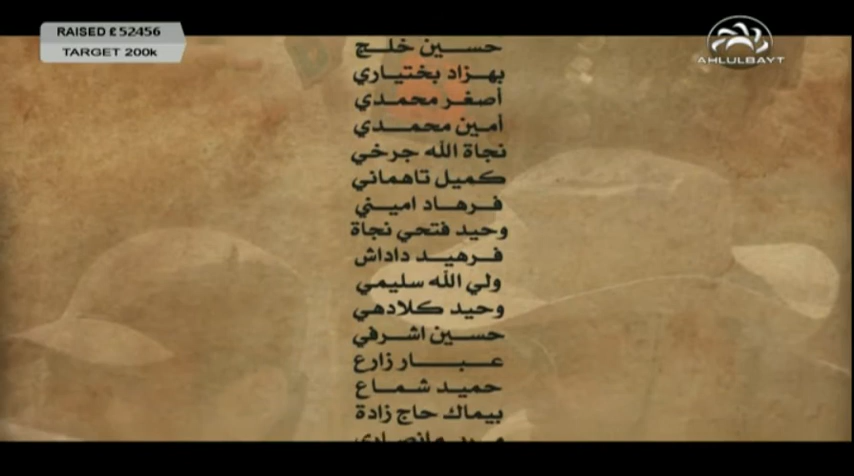 RAISED £52456
TARGET 200k
AHLULBAYT
حسين خلج
بهزاد بختياري
أصغر محمدي
أمين محمدي
نجاة الله جرخي
كميل تاهماني
فرهاد اميني
وحيد فتحي نجاة
فرهيد داداش
ولي الله سليمي
وحيد كلادهي
حسين اشرفي
عبار زارع
حميد شماع
بيماك حاج زادة